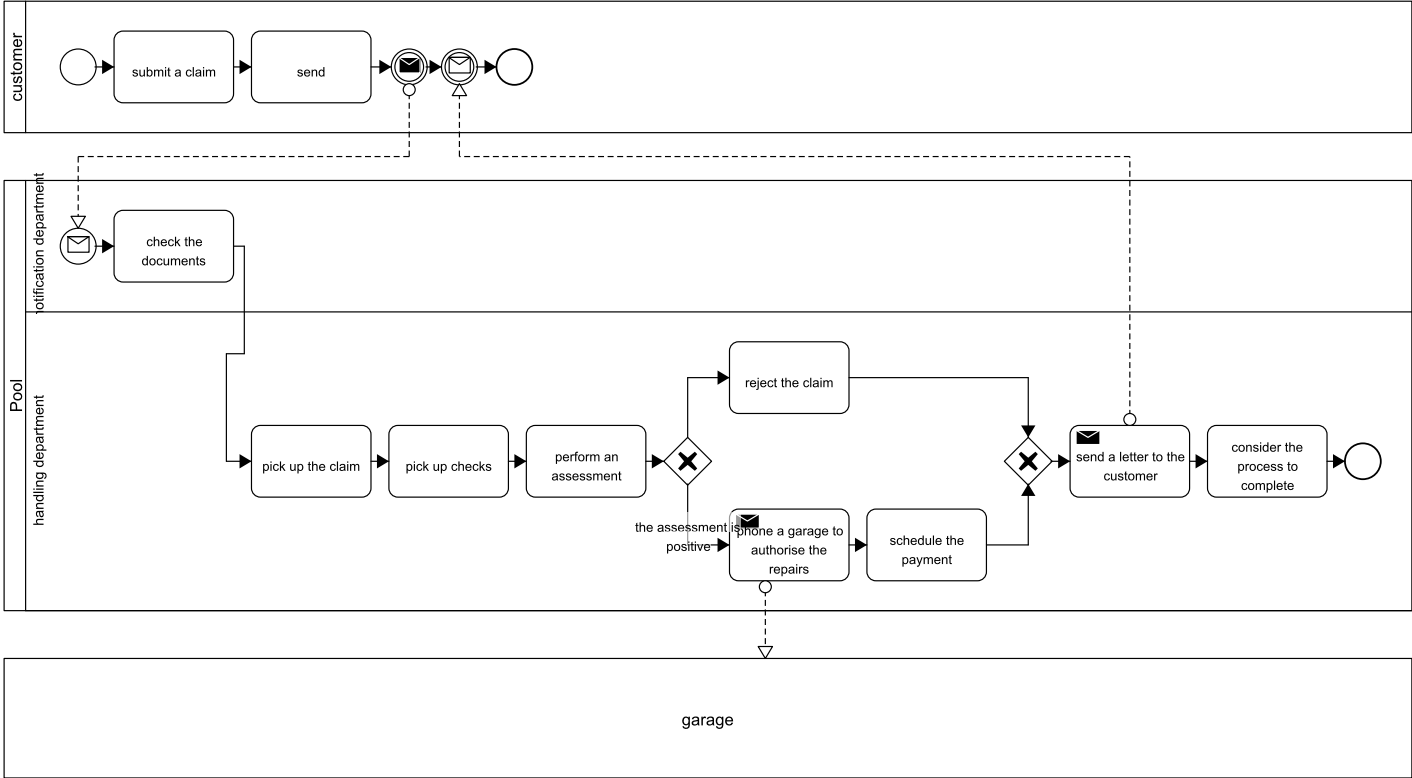 customer
submit a claim
send
Pool
notification department
check the
documents
handling department
pick up the claim
pick up checks
perform an
assessment
reject the claim
the assessment is
positive
phone a garage to
authorise the
repairs
schedule the
payment
send a letter to the
customer
consider the
process to
complete
garage